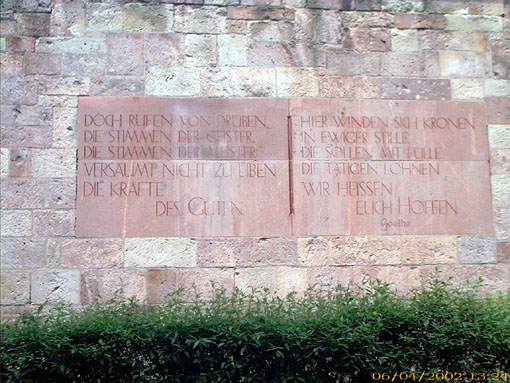 DOCH RUFEN VON DRÜBEN
DIE STIMMEN DER GEISTER
DIE STIMMEN DER MEISTER
VERSÄUMT NICHT ZU ÜBEN
DIE KRÄFTE
DES GUTEN
HIER WINDEN SICH KRONEN
IN EWIGER STILLE
DIE SOLLEN MIT FÜLLE
DIE TÄTIGEN LOHNEN
WIR HEISSEN
EUCH HOFFEN
Goethe
06/04/2002 13:24